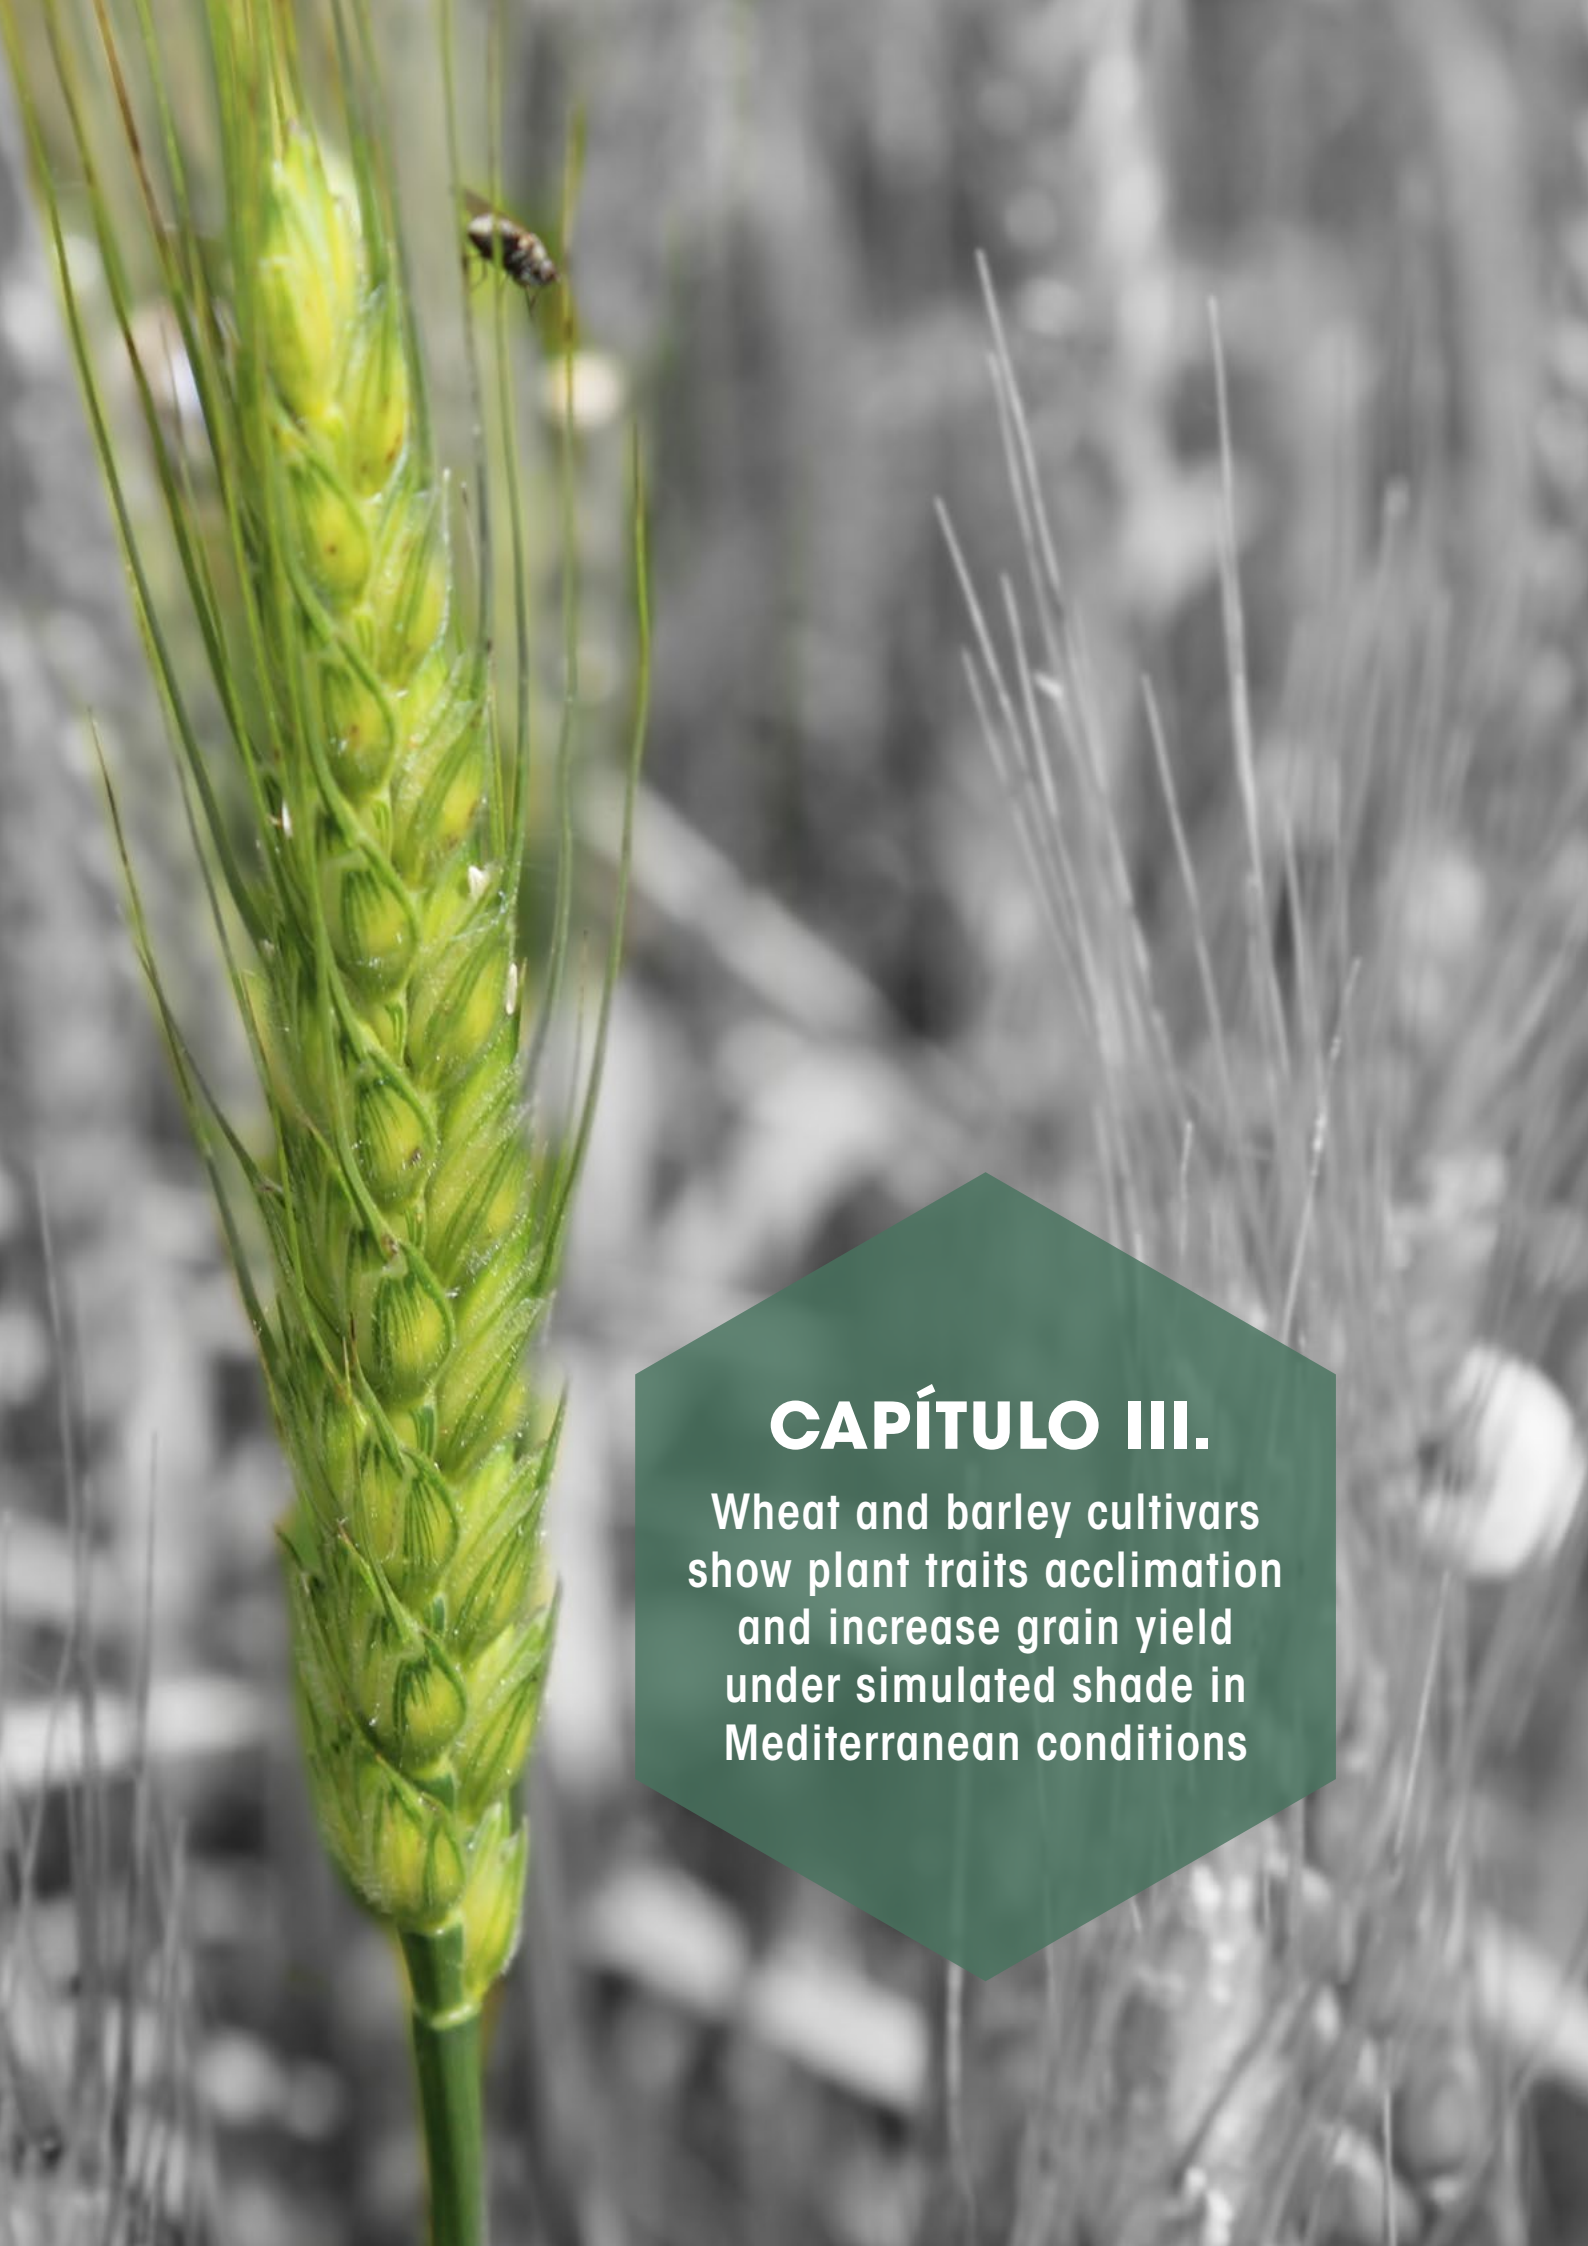 CAPÍTULO III.
Wheat and barley cultivars
show plant traits acclimation
and increase grain yield
under simulated shade in
Mediterranean conditions